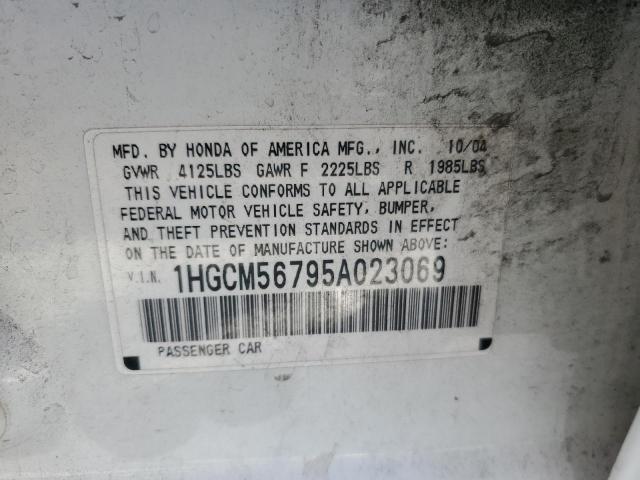 MFD. BY HONDA OF AMERICA MFG., INC. 10/04
GVWR 4125LBS GAWR F 2225LBS R 1985LBS
THIS VEHICLE CONFORMS TO ALL APPLICABLE
FEDERAL MOTOR VEHICLE SAFETY, BUMPER,
AND THEFT PREVENTION STANDARDS IN EFFECT
ON THE DATE OF MANUFACTURE SHOWN ABOVE:
V.I.N. 1HGCM56795A023069
PASSENGER CAR